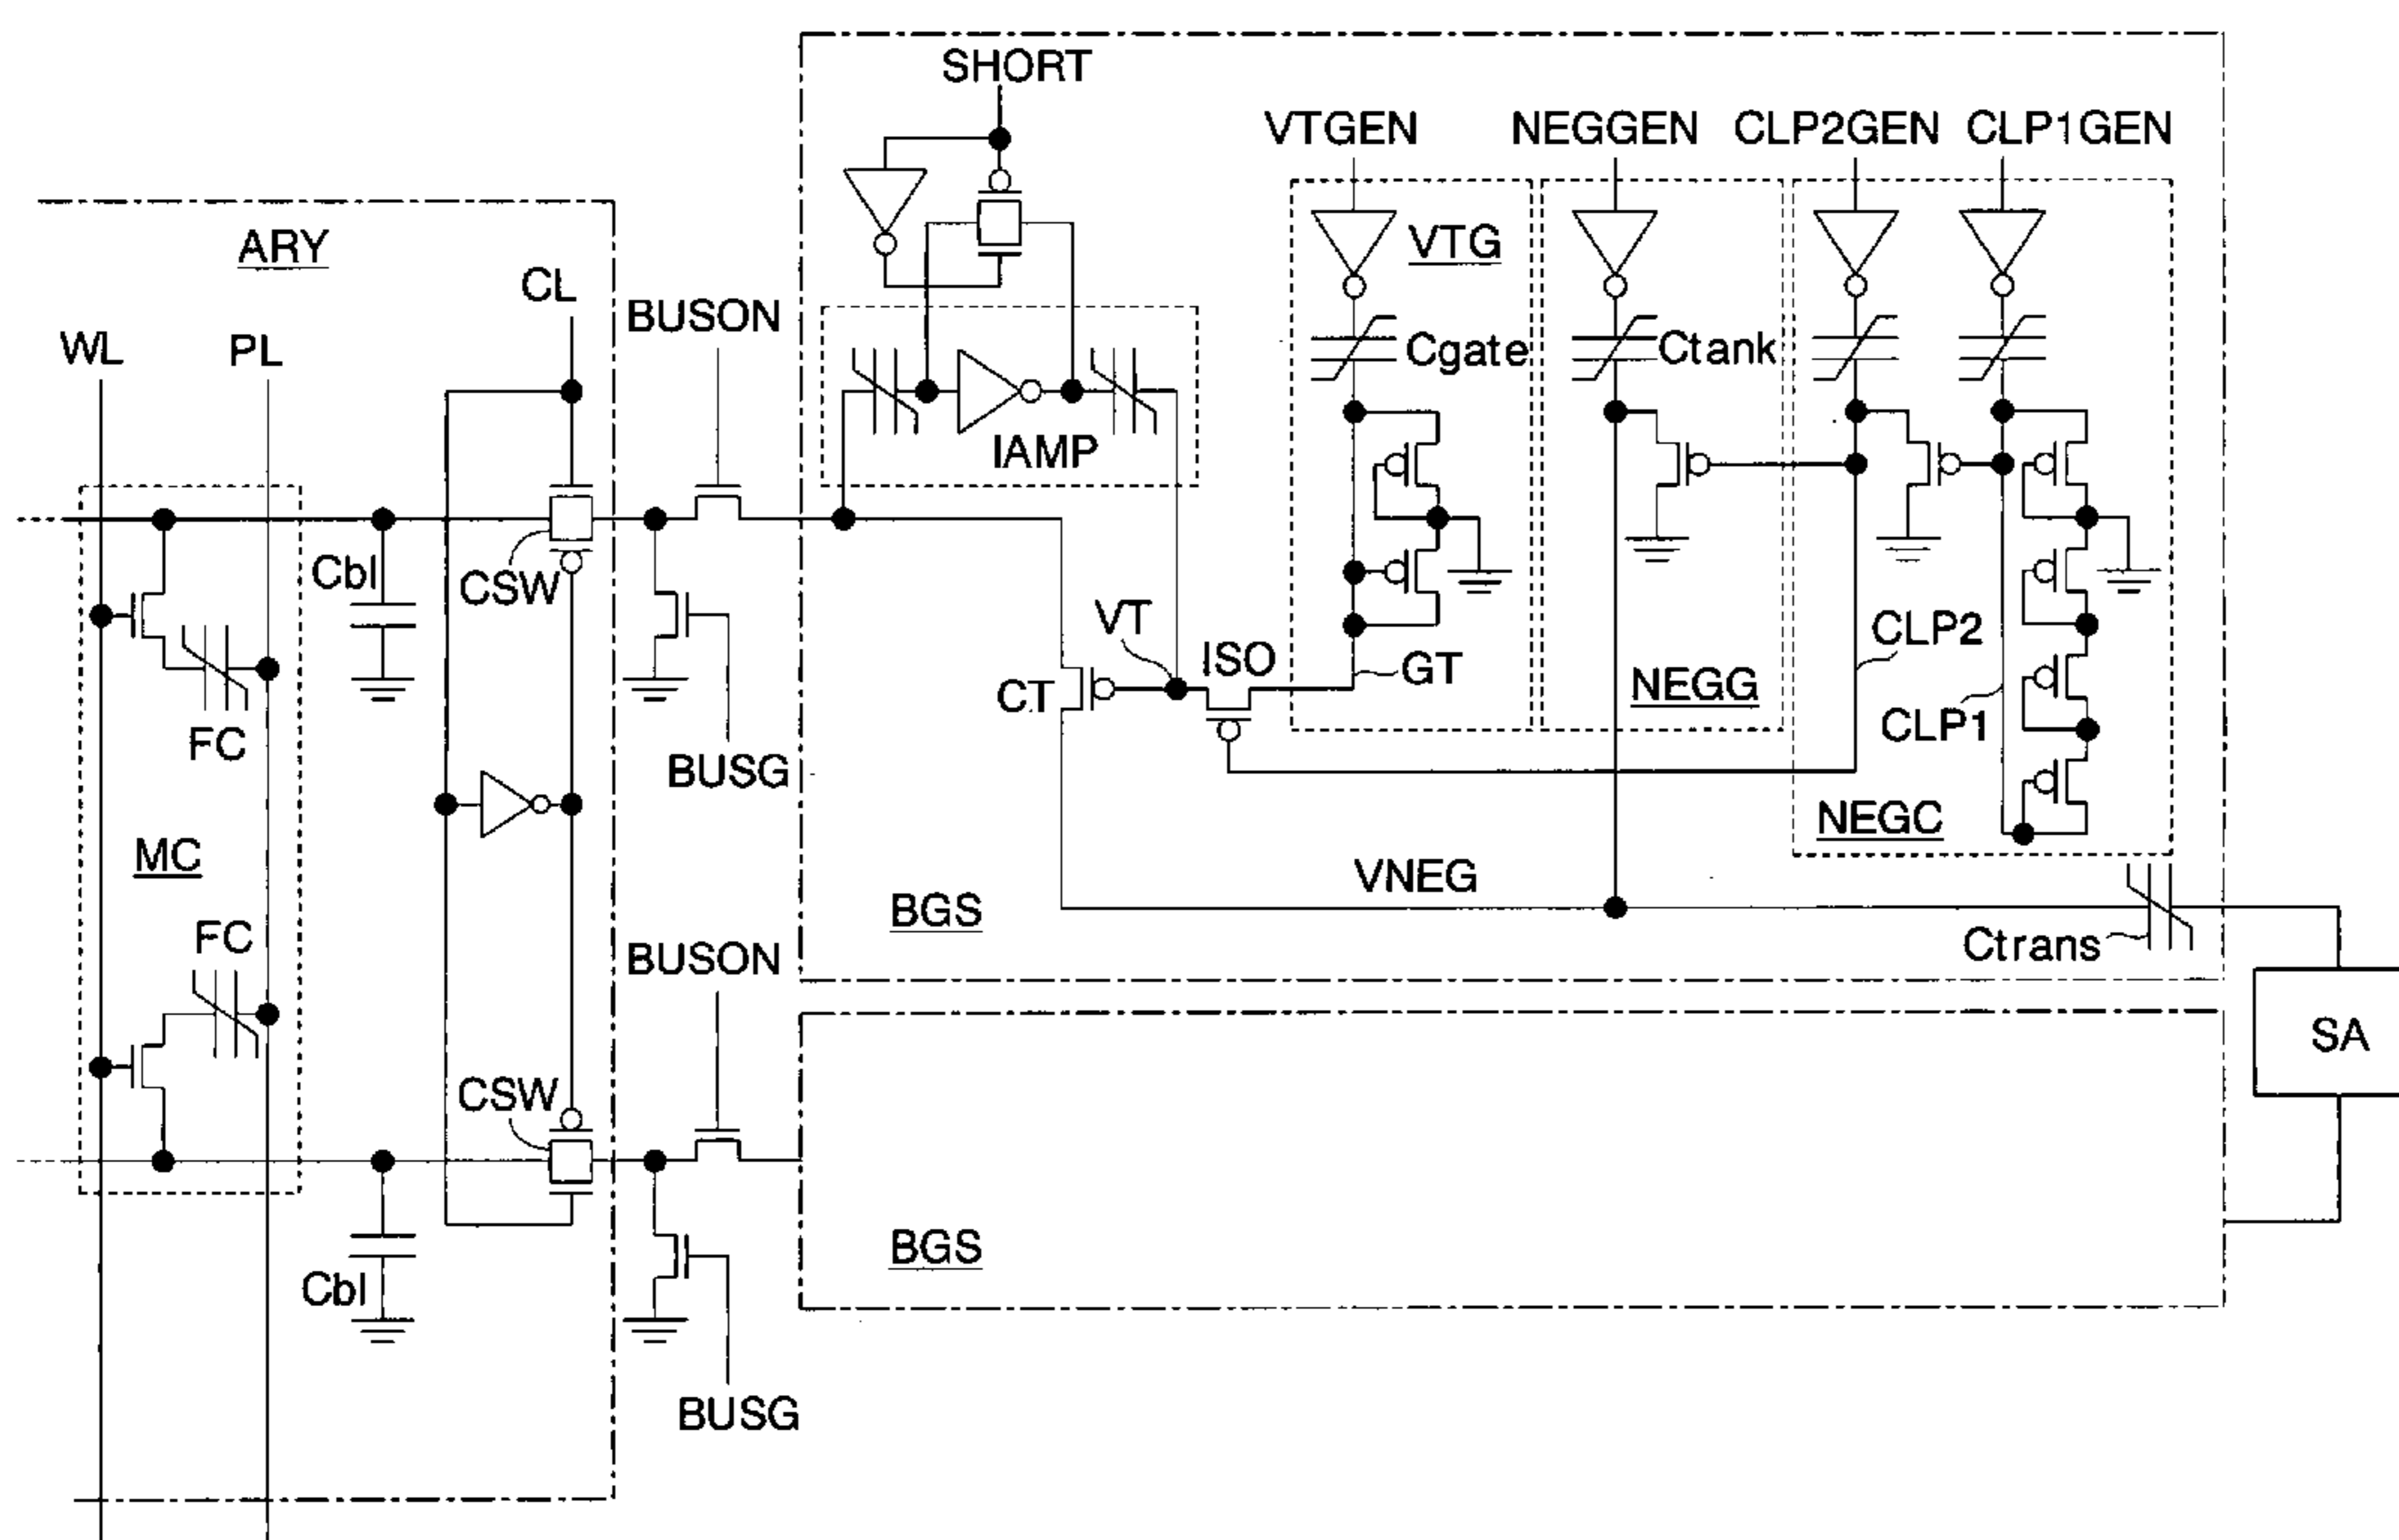 SHORT
VTGEN NEGGEN CLP2GEN CLP1GEN
ARY
VTG
CL
BUSON
WL PL
Cgate Ctank
IAMP
Cbl CSW
VT ISO GT CLP2
CT NEGG
FC CLP1
BUSG
NEGC
MC VNEG
BGS
FC Ctrans
BUSON
SA
CSW
BGS
Cbl
BUSG